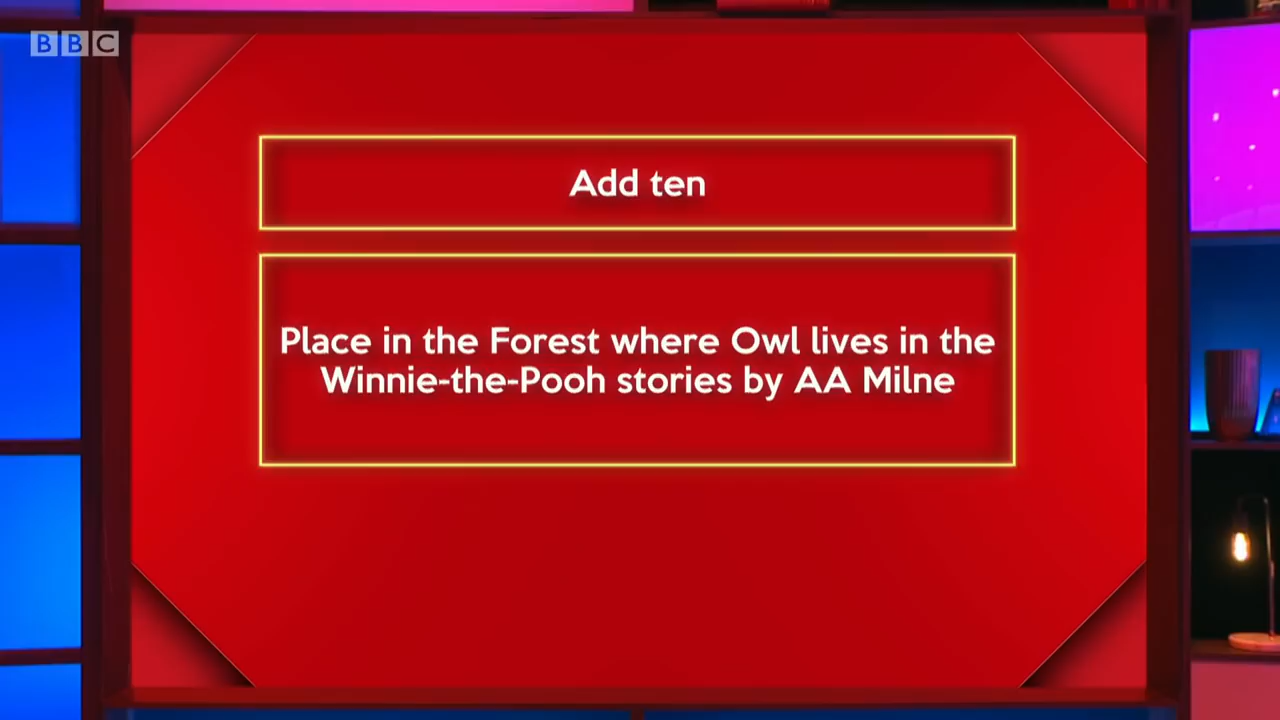 BBC
Add ten
Place in the Forest where Owl lives in the
Winnie-the-Pooh stories by AA Milne